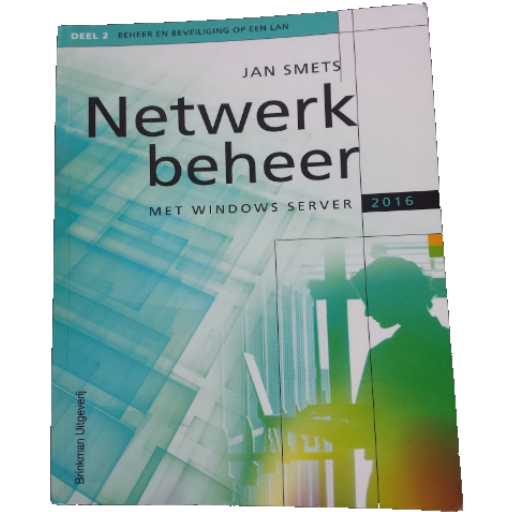 DEEL 2 BEHEER EN BEVEILIGING OP EEN LAN
JAN SMETS
Netwerk
beheer
MET WINDOWS SERVER 2016
Brinkman Uitgeverij